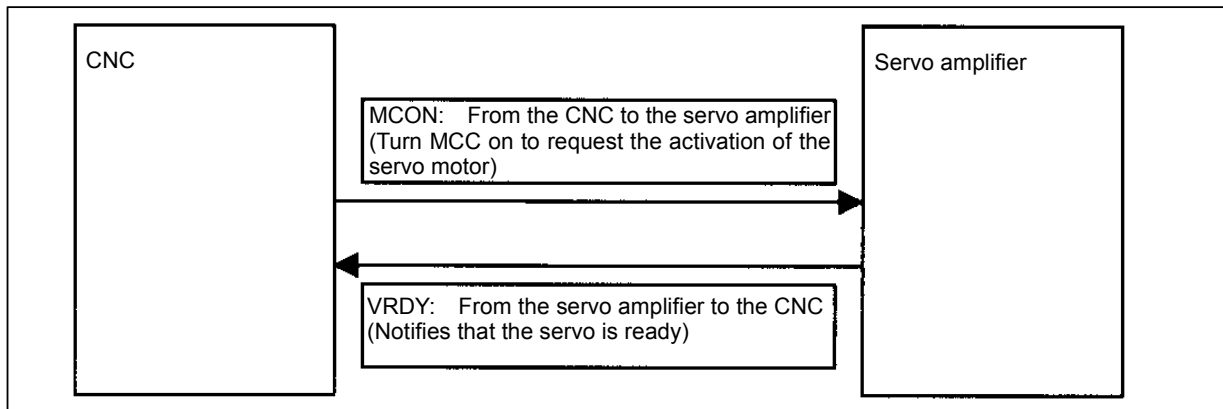 CNC
Servo amplifier
MCON: From the CNC to the servo amplifier
(Turn MCC on to request the activation of the
servo motor)
VRDY: From the servo amplifier to the CNC
(Notifies that the servo is ready)